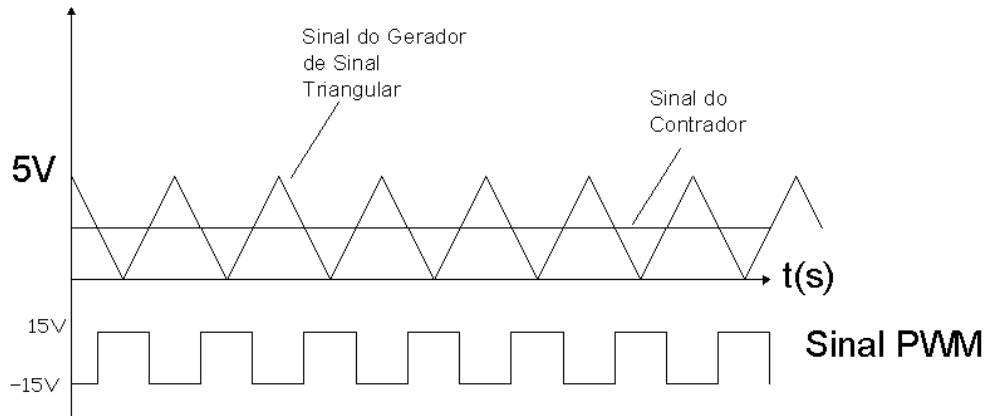 Sinal do Gerador
de Sinal
Triangular
Sinal do
Contrador
5V
t(s)
15V
Sinal PWM
-15V